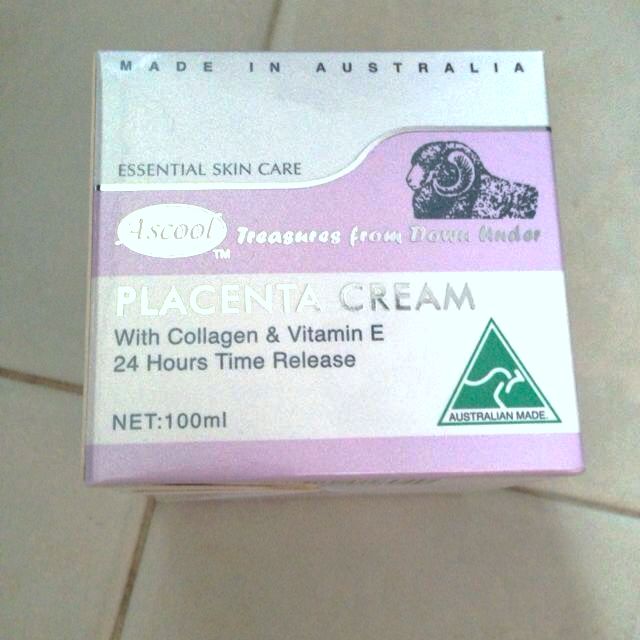 MADE IN AUSTRALIA
ESSENTIAL SKIN CARE
Ascool TM Treasures from Down Under
PLACENTA CREAM
With Collagen & Vitamin E
24 Hours Time Release
NET:100ml
AUSTRALIAN MADE